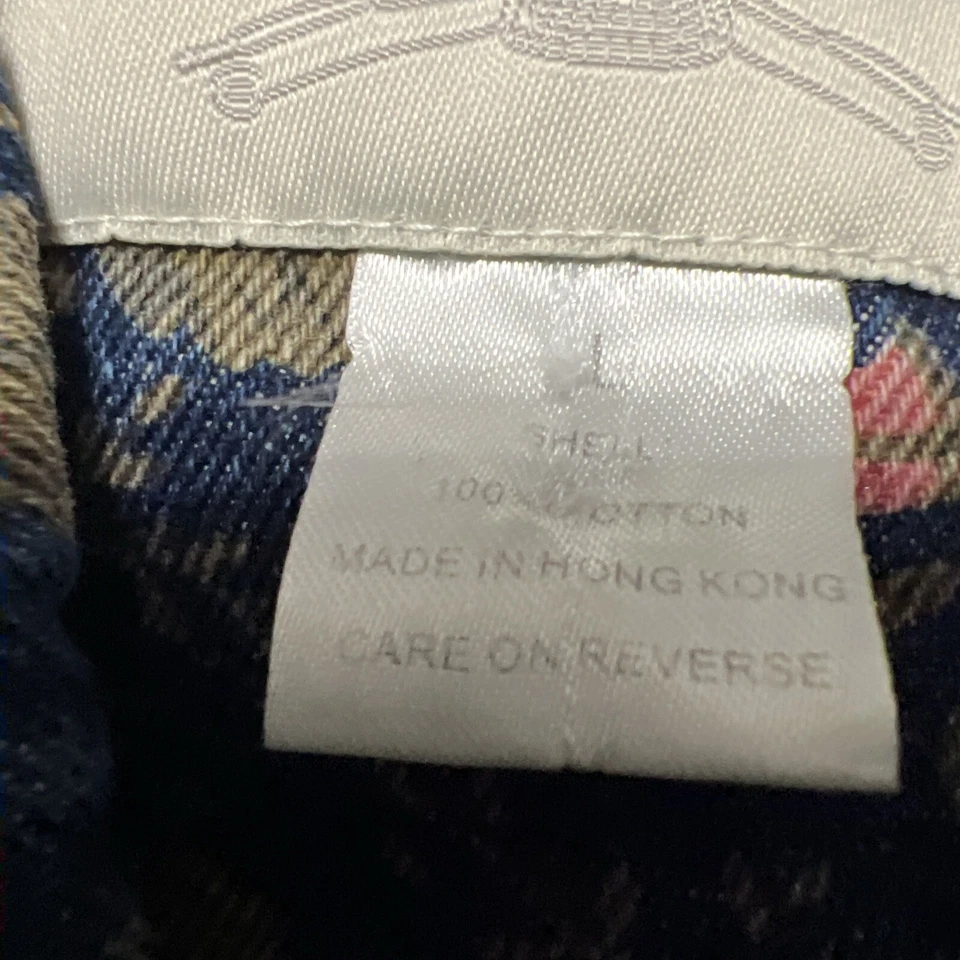 L
SHELL
100% COTTON
MADE IN HONG KONG
CARE ON REVERSE